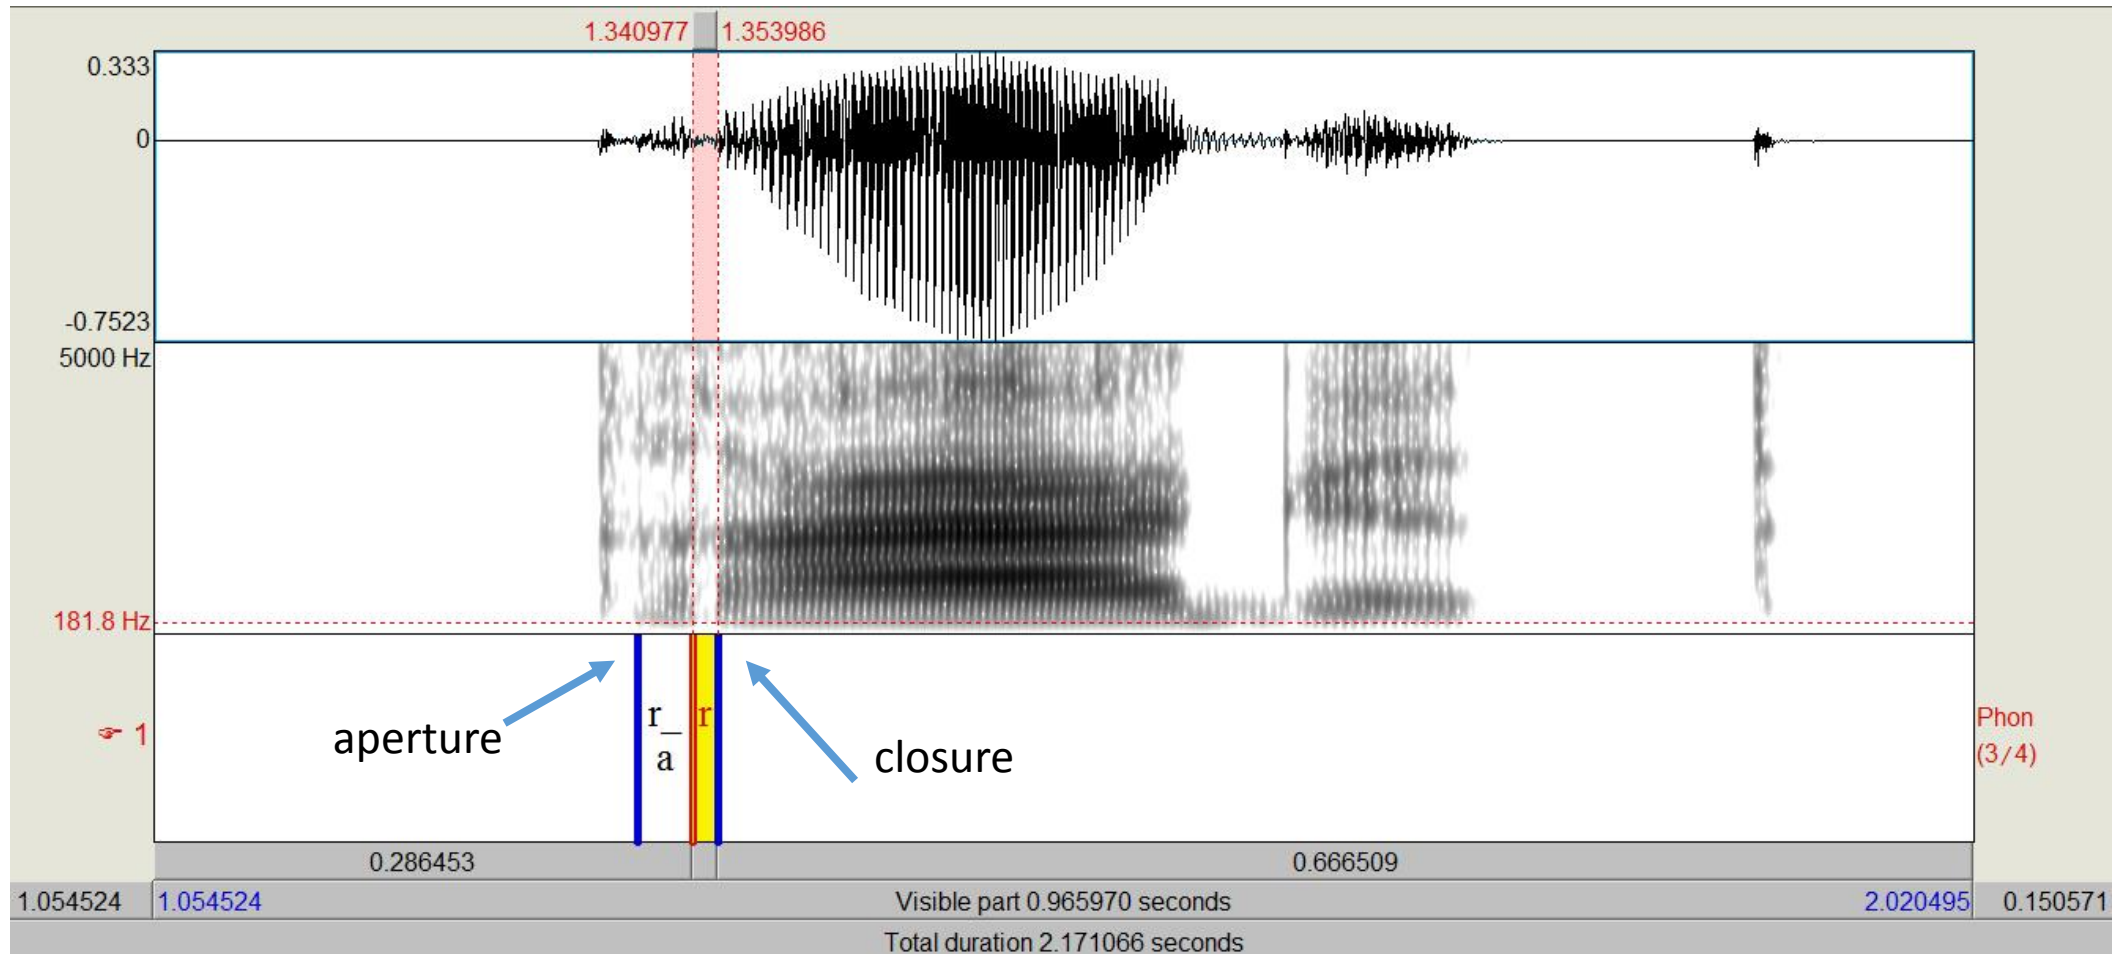 1.340977 1.353986
0.333
0
-0.7523
5000 Hz
181.8 Hz
r_
a
r
aperture
closure
☞ 1
Phon
(3/4)
0.286453 0.666509
1.054524 1.054524 Visible part 0.965970 seconds 2.020495 0.150571
Total duration 2.171066 seconds